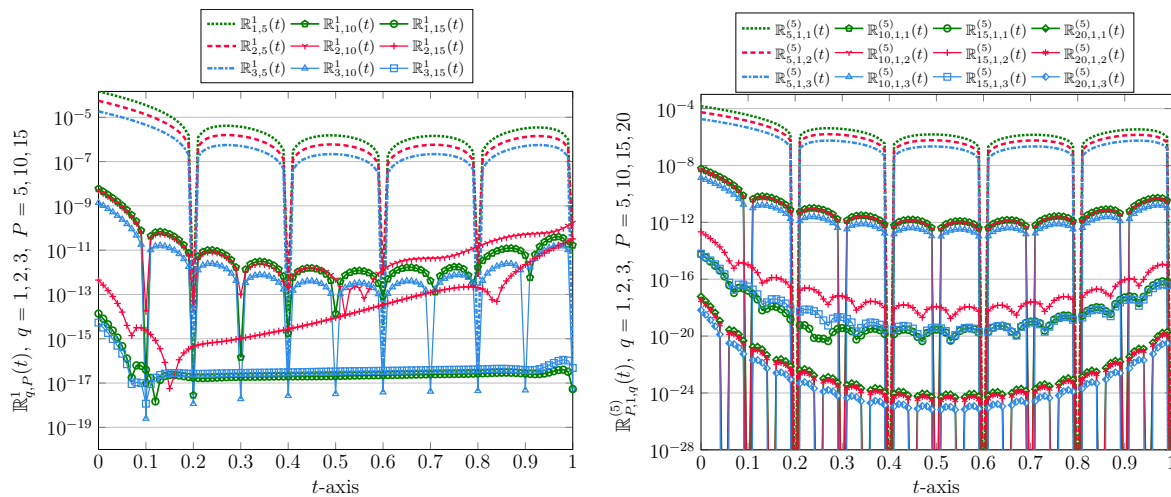 ℝ¹₁,₅(t) ℝ¹₁,₁₀(t) ℝ¹₁,₁₅(t)
ℝ¹₂,₅(t) ℝ¹₂,₁₀(t) ℝ¹₂,₁₅(t)
ℝ¹₃,₅(t) ℝ¹₃,₁₀(t) ℝ¹₃,₁₅(t)
10⁻⁵
10⁻⁷
10⁻⁹
10⁻¹¹
10⁻¹³
10⁻¹⁵
10⁻¹⁷
10⁻¹⁹
ℝ¹_{q,P}(t), q = 1, 2, 3, P = 5, 10, 15
0 0.1 0.2 0.3 0.4 0.5 0.6 0.7 0.8 0.9 1
t-axis
ℝ⁽⁵⁾₅,₁,₁(t) ℝ⁽⁵⁾₁₀,₁,₁(t) ℝ⁽⁵⁾₁₅,₁,₁(t) ℝ⁽⁵⁾₂₀,₁,₁(t)
ℝ⁽⁵⁾₅,₁,₂(t) ℝ⁽⁵⁾₁₀,₁,₂(t) ℝ⁽⁵⁾₁₅,₁,₂(t) ℝ⁽⁵⁾₂₀,₁,₂(t)
ℝ⁽⁵⁾₅,₁,₃(t) ℝ⁽⁵⁾₁₀,₁,₃(t) ℝ⁽⁵⁾₁₅,₁,₃(t) ℝ⁽⁵⁾₂₀,₁,₃(t)
10⁻⁴
10⁻⁸
10⁻¹²
10⁻¹⁶
10⁻²⁰
10⁻²⁴
10⁻²⁸
ℝ⁽⁵⁾_{P,1,q}(t), q = 1, 2, 3, P = 5, 10, 15, 20
0 0.1 0.2 0.3 0.4 0.5 0.6 0.7 0.8 0.9 1
t-axis